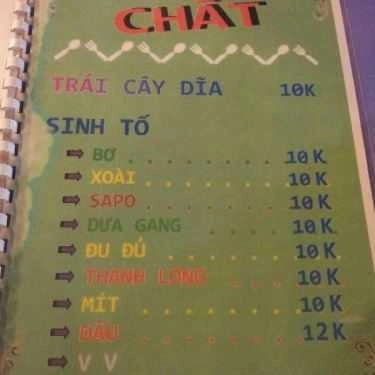 CHẤT
TRÁI CÂY DĨA 10K
SINH TỐ
➡ BƠ . . . . . . . . . 10K
➡ XOÀI . . . . . . . . 10K
➡ SAPO . . . . . . . . 10K
➡ DƯA GANG . . . . 10K
➡ ĐU ĐỦ . . . . . . . 10K
➡ THANH LONG . . . . 10K
➡ MÍT . . . . . . . . 10K
➡ DÂU . . . . . . . . 12K
➡ V V